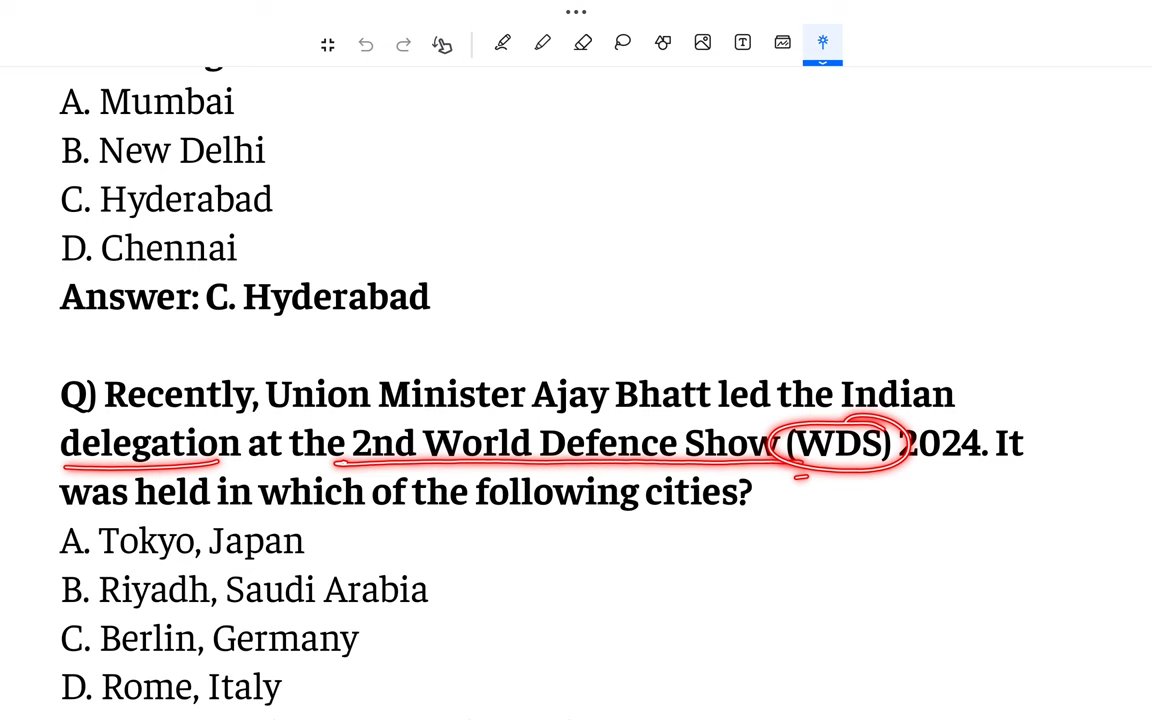 A. Mumbai
B. New Delhi
C. Hyderabad
D. Chennai
Answer: C. Hyderabad
Q) Recently, Union Minister Ajay Bhatt led the Indian
delegation at the 2nd World Defence Show (WDS) 2024. It
was held in which of the following cities?
A. Tokyo, Japan
B. Riyadh, Saudi Arabia
C. Berlin, Germany
D. Rome, Italy